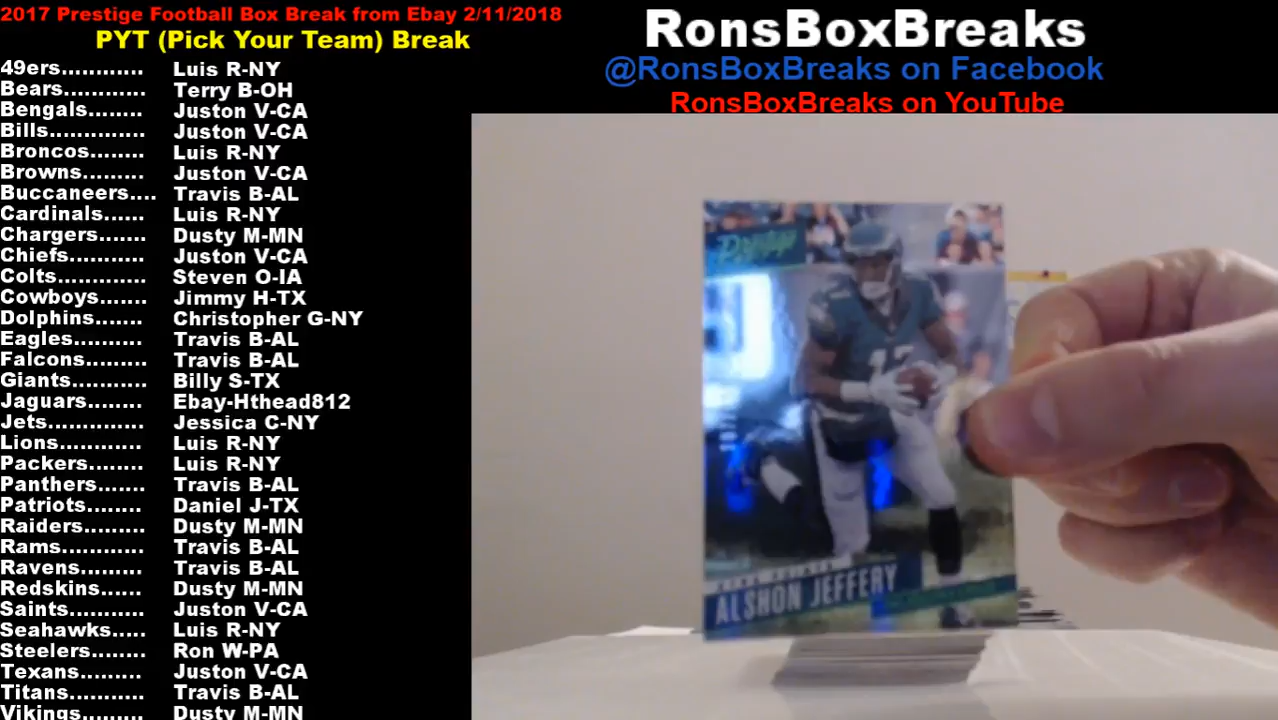 2017 Prestige Football Box Break from Ebay 2/11/2018
PYT (Pick Your Team) Break
49ers............ Luis R-NY
Bears............ Terry B-OH
Bengals........ Juston V-CA
Bills.............. Juston V-CA
Broncos........ Luis R-NY
Browns......... Juston V-CA
Buccaneers.... Travis B-AL
Cardinals...... Luis R-NY
Chargers....... Dusty M-MN
Chiefs........... Juston V-CA
Colts............. Steven O-IA
Cowboys....... Jimmy H-TX
Dolphins....... Christopher G-NY
Eagles.......... Travis B-AL
Falcons......... Travis B-AL
Giants........... Billy S-TX
Jaguars........ Ebay-Hthead812
Jets.............. Jessica C-NY
Lions............ Luis R-NY
Packers........ Luis R-NY
Panthers....... Travis B-AL
Patriots........ Daniel J-TX
Raiders......... Dusty M-MN
Rams............ Travis B-AL
Ravens......... Travis B-AL
Redskins....... Dusty M-MN
Saints........... Juston V-CA
Seahawks..... Luis R-NY
Steelers........ Ron W-PA
Texans......... Juston V-CA
Titans........... Travis B-AL
Vikings......... Dusty M-MN
RonsBoxBreaks
@RonsBoxBreaks on Facebook
RonsBoxBreaks on YouTube
Prestige
17
ALSHON JEFFERY